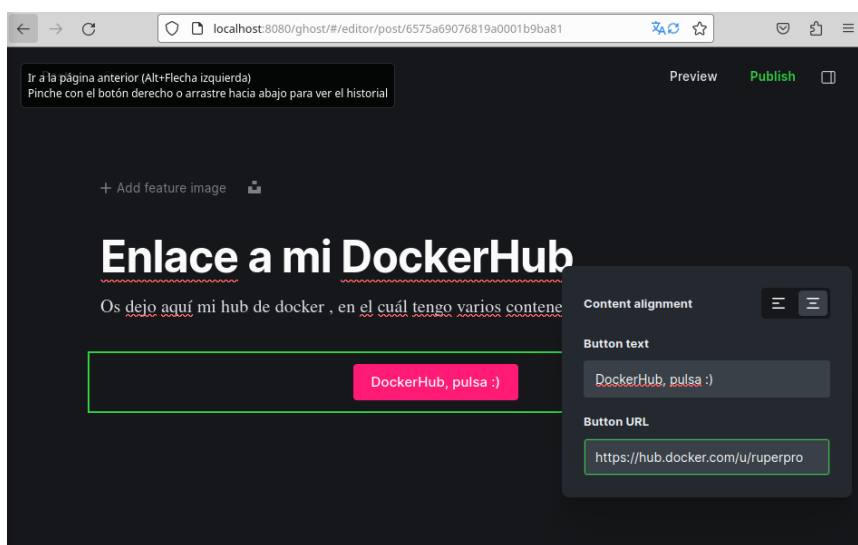 localhost:8080/ghost/#/editor/post/6575a69076819a0001b9ba81
Ir a la página anterior (Alt+Flecha izquierda)
Pinche con el botón derecho o arrastre hacia abajo para ver el historial
Preview
Publish
+ Add feature image
Enlace a mi DockerHub
Os dejo aquí mi hub de docker , en el cuál tengo varios contene
DockerHub, pulsa :)
Content alignment
Button text
DockerHub, pulsa :)
Button URL
https://hub.docker.com/u/ruperpro